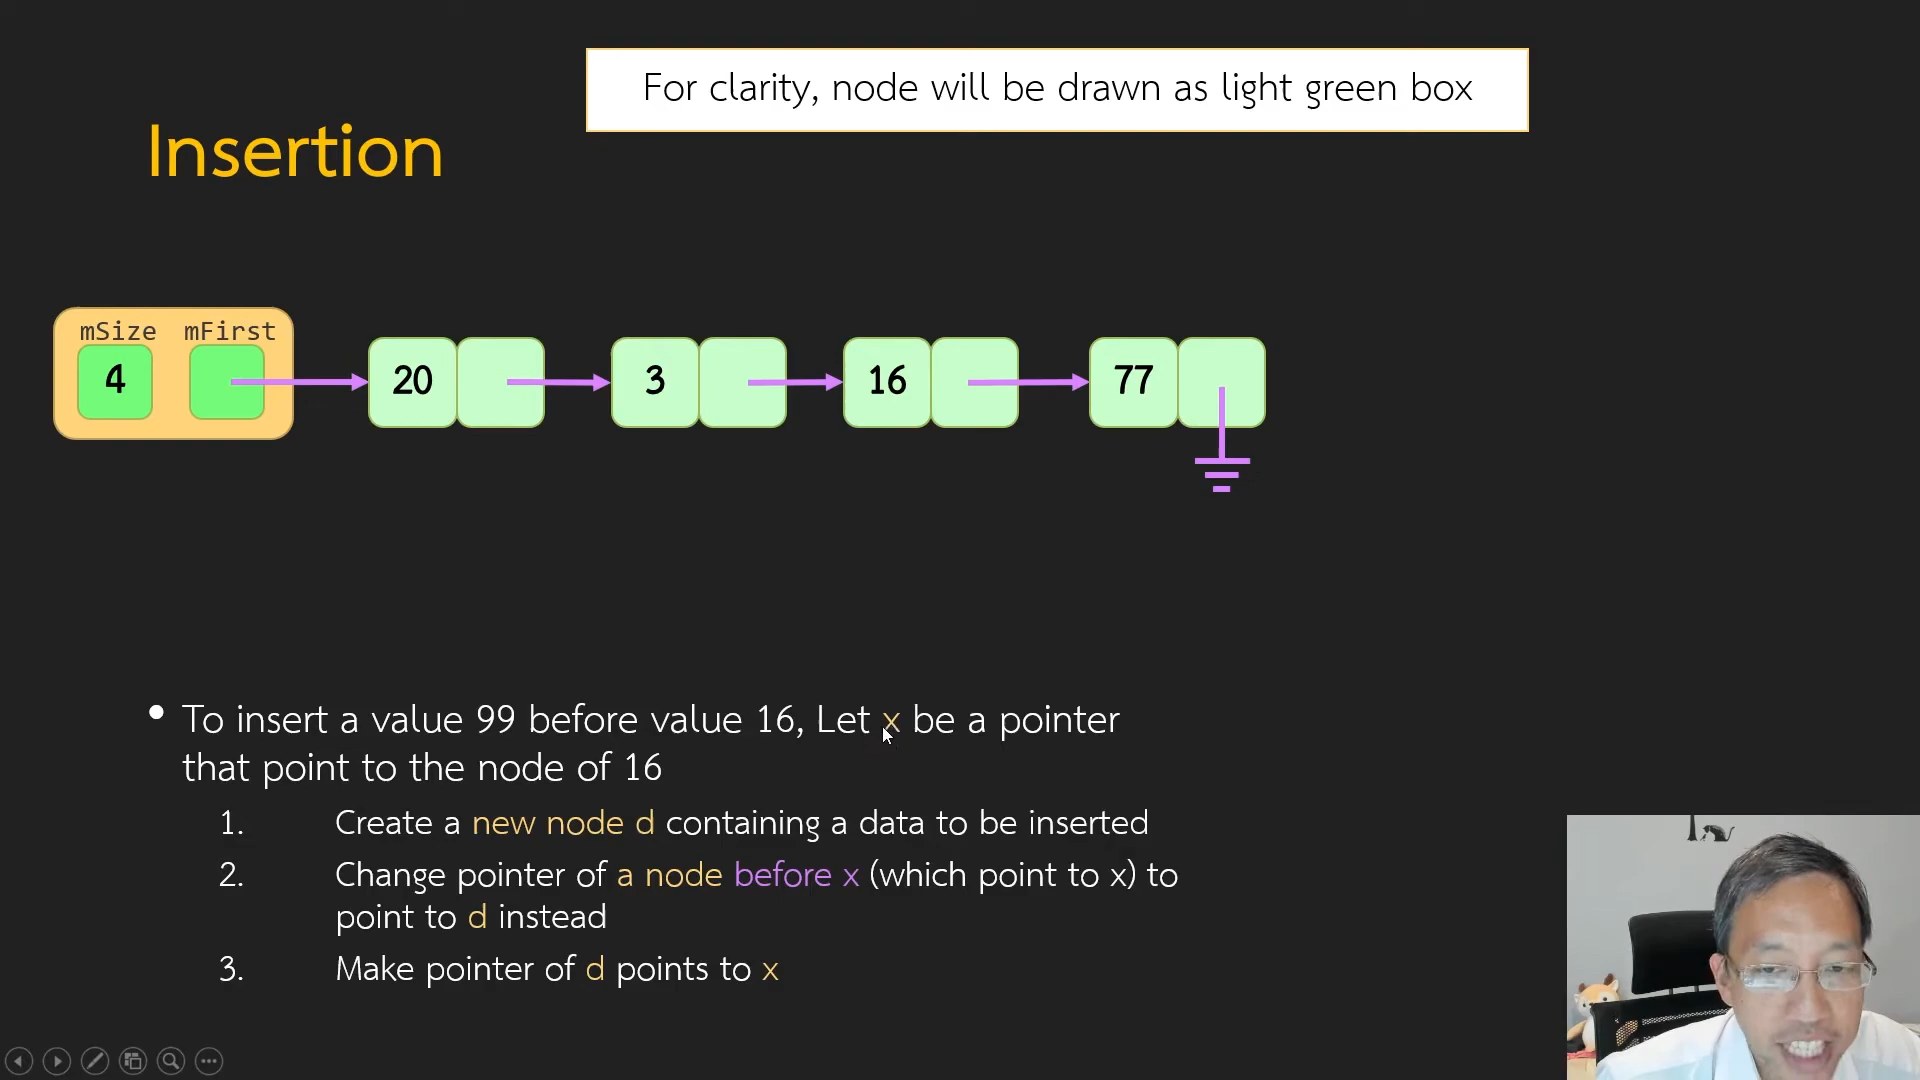 For clarity, node will be drawn as light green box
Insertion
mSize mFirst
4
20
3
16
77
• To insert a value 99 before value 16, Let x be a pointer
that point to the node of 16
1. Create a new node d containing a data to be inserted
2. Change pointer of a node before x (which point to x) to
point to d instead
3. Make pointer of d points to x